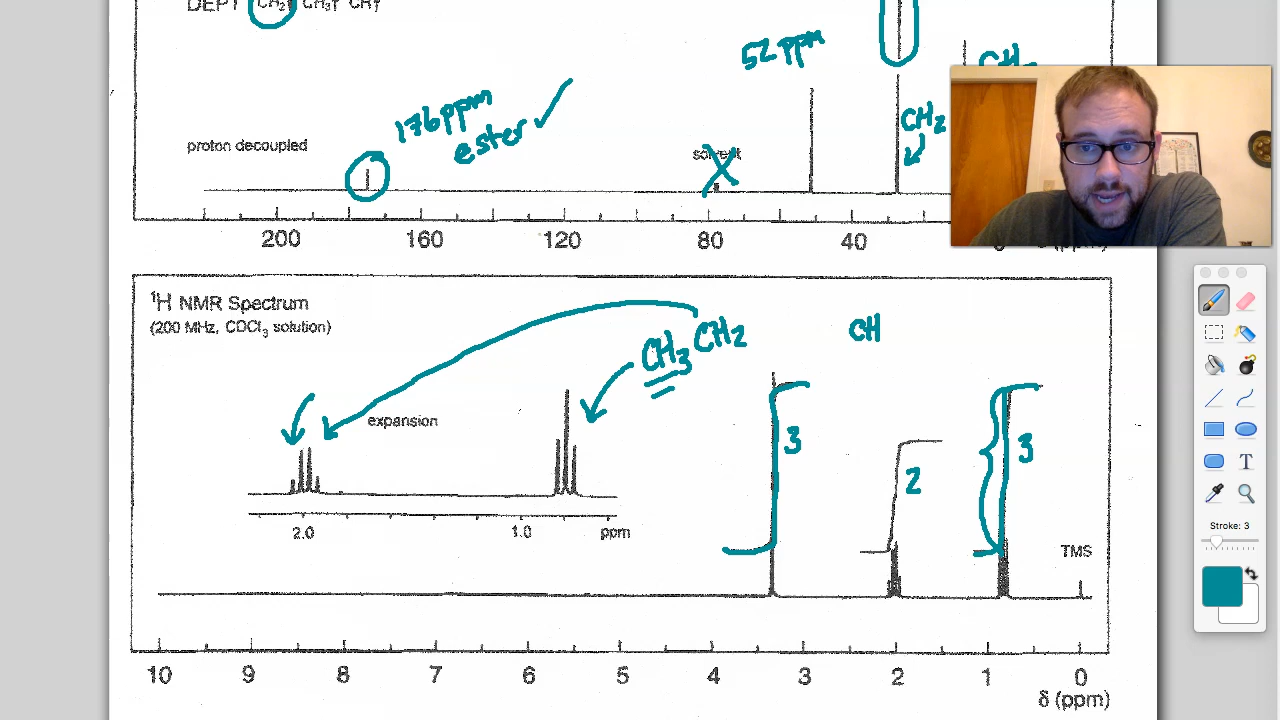 DEPT CH₂↓ CH₃↑ CH↑
52 ppm
176 ppm
ester ✓
CH₂
proton decoupled
solvent
200 160 120 80 40
¹H NMR Spectrum
(200 MHz, CDCl₃ solution)
CH₃ CH₂
CH
expansion
3
2
3
2.0 1.0 ppm
TMS
10 9 8 7 6 5 4 3 2 1 0
δ (ppm)
T
Stroke: 3